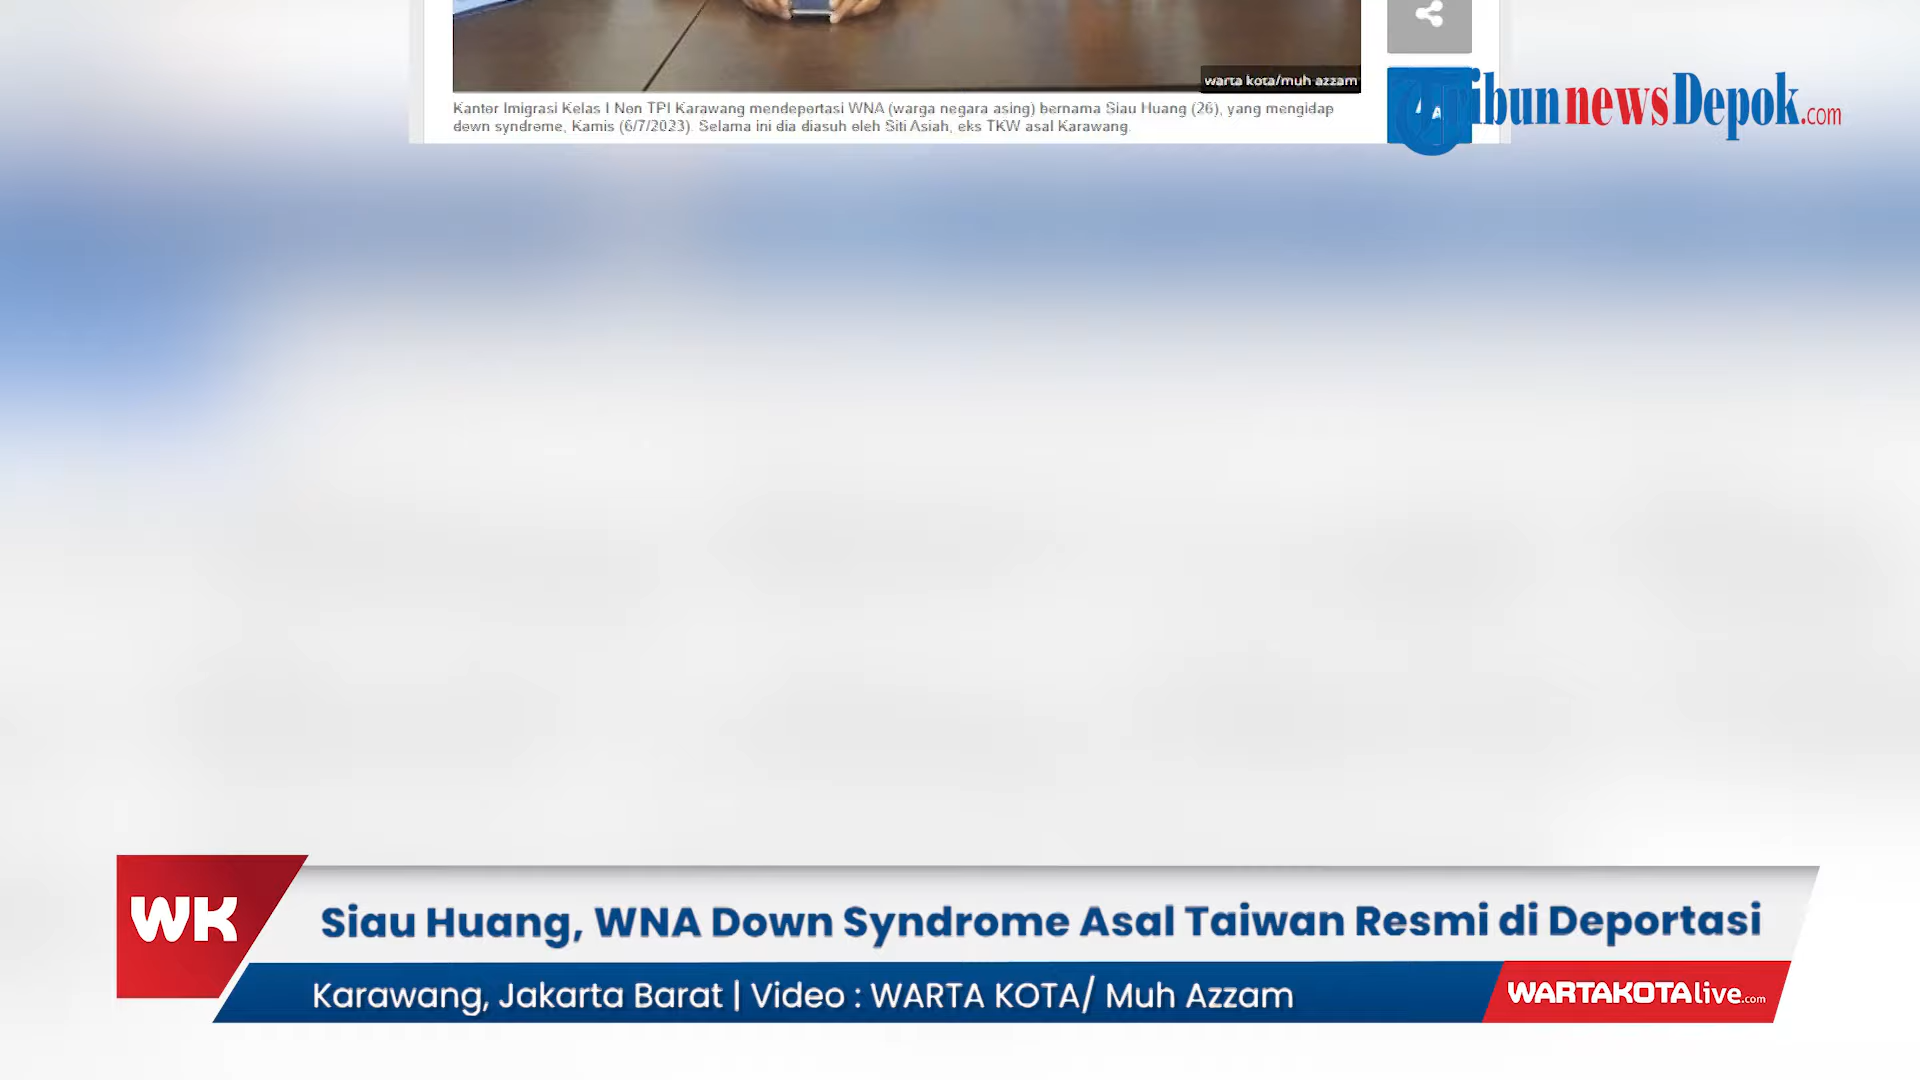 warta kota/muh azzam
Kantor Imigrasi Kelas I Non TPI Karawang mendeportasi WNA (warga negara asing) bernama Siau Huang (26), yang mengidap
down syndrome, Kamis (6/7/2023). Selama ini dia diasuh oleh Siti Asiah, eks TKW asal Karawang.
TribunnewsDepok.com
WK
Siau Huang, WNA Down Syndrome Asal Taiwan Resmi di Deportasi
Karawang, Jakarta Barat | Video : WARTA KOTA/ Muh Azzam
WARTAKOTAlive.com